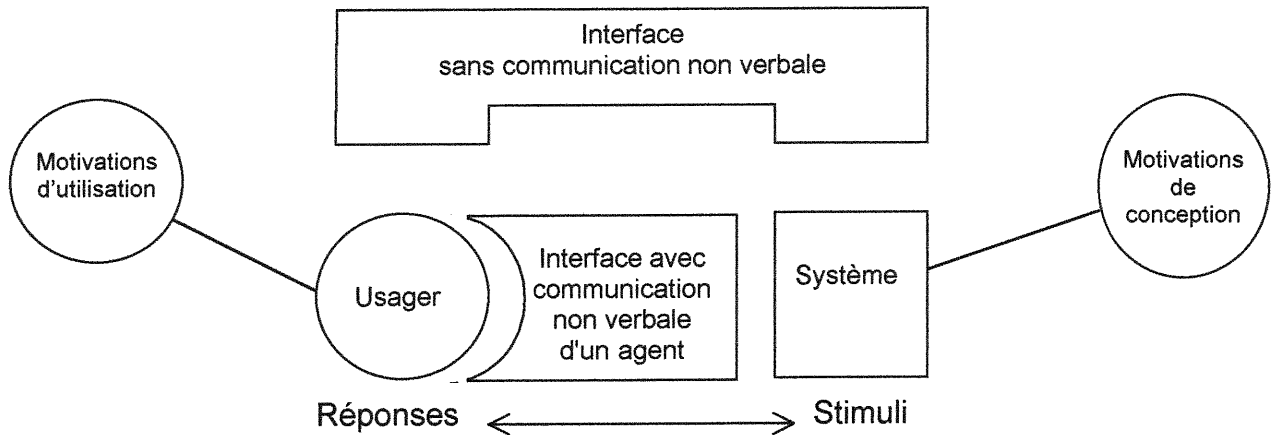 Interface
sans communication non verbale
Motivations
d'utilisation
Motivations
de
conception
Usager
Interface avec
communication
non verbale
d'un agent
Système
Réponses
Stimuli